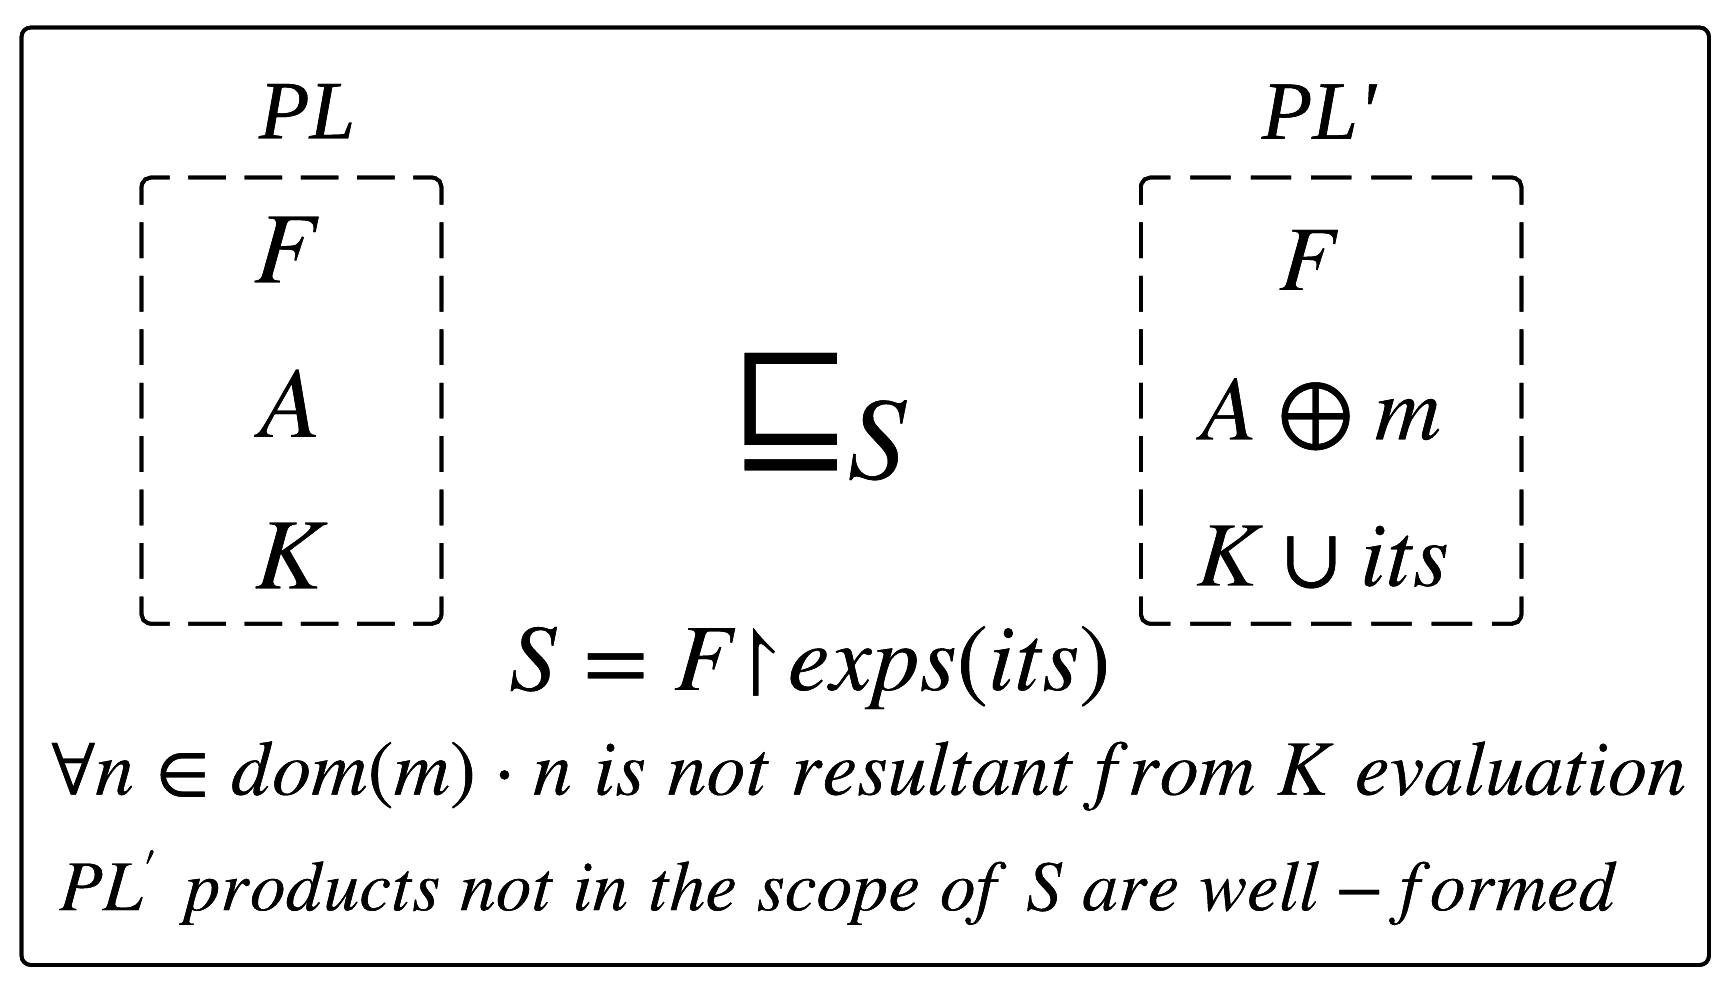 PL PL'
F F
A ⊑S A ⊕ m
K K ∪ its
S = F↾exps(its)
∀n ∈ dom(m) · n is not resultant from K evaluation
PL′ products not in the scope of S are well − formed